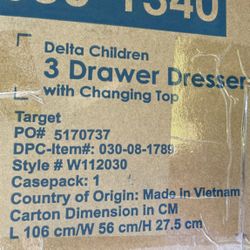 1340
Delta Children
3 Drawer Dresser
with Changing Top
Target
PO# 5170737
DPC-Item#: 030-08-1789
Style # W112030
Casepack: 1
Country of Origin: Made in Vietnam
Carton Dimension in CM
L 106 cm/W 56 cm/H 27.5 cm